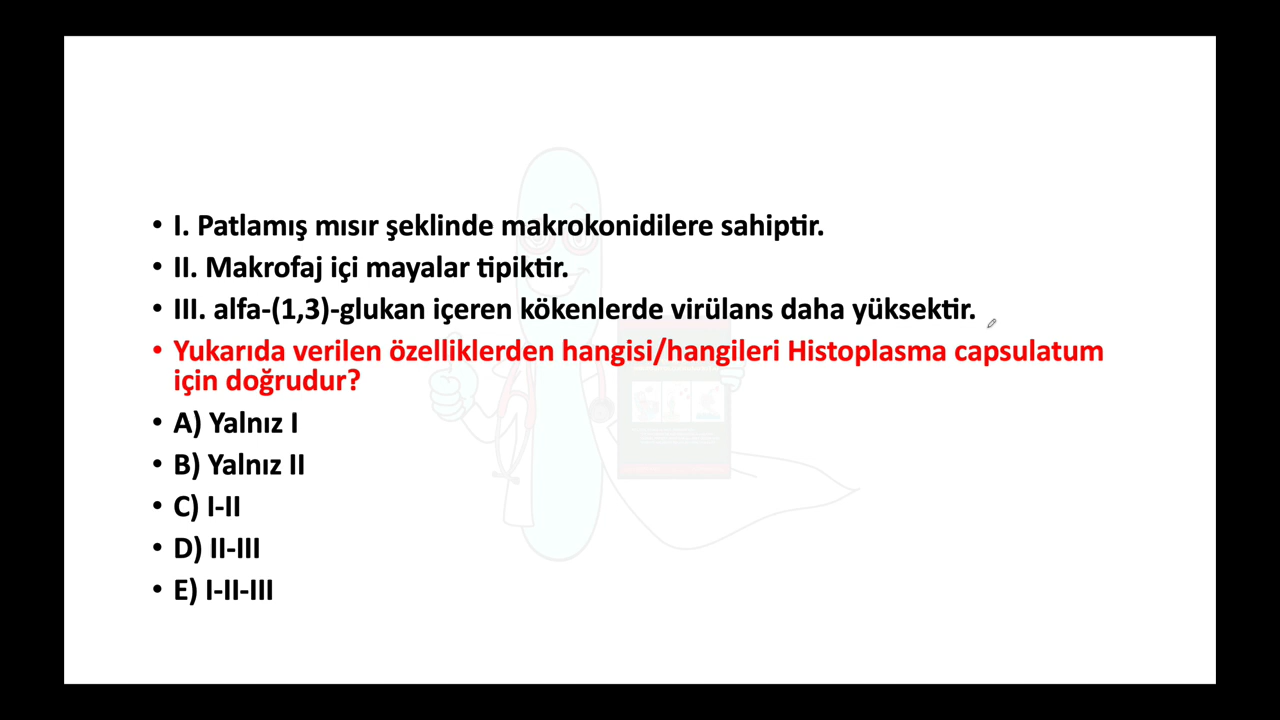 • I. Patlamış mısır şeklinde makrokonidilere sahiptir.
• II. Makrofaj içi mayalar tipiktir.
• III. alfa-(1,3)-glukan içeren kökenlerde virülans daha yüksektir.
• Yukarıda verilen özelliklerden hangisi/hangileri Histoplasma capsulatum
için doğrudur?
• A) Yalnız I
• B) Yalnız II
• C) I-II
• D) II-III
• E) I-II-III